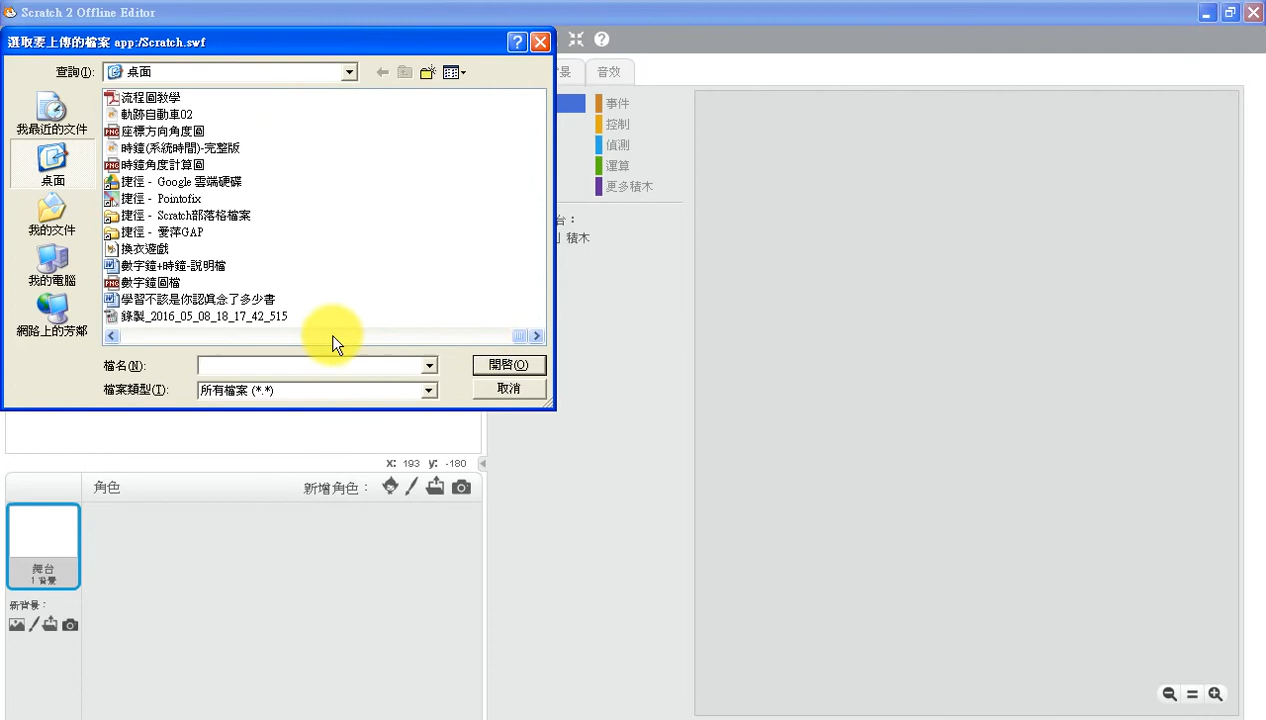 Scratch 2 Offline Editor
選取要上傳的檔案 app:/Scratch.swf
查詢(I):
桌面
我最近的文件
桌面
我的文件
我的電腦
網路上的芳鄰
流程圖教學
軌跡自動車02
座標方向角度圖
時鐘(系統時間)-完整版
時鐘角度計算圖
捷徑 - Google 雲端硬碟
捷徑 - Pointofix
捷徑 - Scratch部落格檔案
捷徑 - 愛萍GAP
換衣遊戲
數字鐘+時鐘-說明檔
數字鐘圖檔
學習不該是你認真念了多少書
錄製_2016_05_08_18_17_42_515
檔名(N):
開啓(O)
檔案類型(T):
所有檔案 (*.*)
取消
景
音效
事件
控制
偵測
運算
更多積木
台：
積木
x: 193 y: -180
角色
新增角色：
舞台
1 背景
新背景：